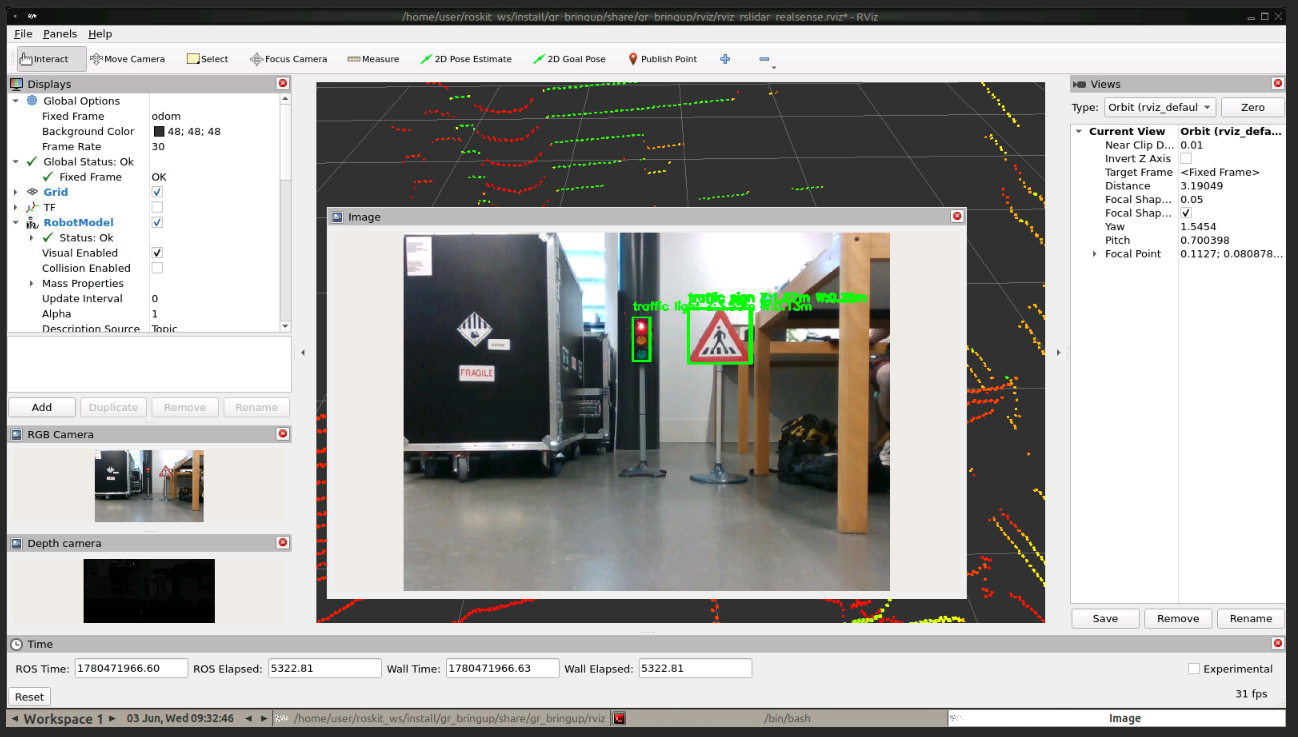 /home/user/roskit_ws/install/gr_bringup/share/gr_bringup/rviz/rviz_rslidar_realsense.rviz* - RViz
File Panels Help
Interact Move Camera Select Focus Camera Measure 2D Pose Estimate 2D Goal Pose Publish Point
Displays
Global Options
Fixed Frame odom
Background Color 48; 48; 48
Frame Rate 30
Global Status: Ok
Fixed Frame OK
Grid
TF
RobotModel
Status: Ok
Visual Enabled
Collision Enabled
Mass Properties
Update Interval 0
Alpha 1
Description Source Topic
Add Duplicate Remove Rename
RGB Camera
Depth camera
Image
traffic sign
traffic light
FRAGILE
Views
Type: Orbit (rviz_defaul Zero
Current View Orbit (rviz_defa...
Near Clip D... 0.01
Invert Z Axis
Target Frame <Fixed Frame>
Distance 3.19049
Focal Shap... 0.05
Focal Shap...
Yaw 1.5454
Pitch 0.700398
Focal Point 0.1127; 0.080878...
Save Remove Rename
Time
ROS Time: 1780471966.60 ROS Elapsed: 5322.81 Wall Time: 1780471966.63 Wall Elapsed: 5322.81
Experimental
Reset
31 fps
Workspace 1 03 Jun, Wed 09:32:46 /home/user/roskit_ws/install/gr_bringup/share/gr_bringup/rviz /bin/bash Image